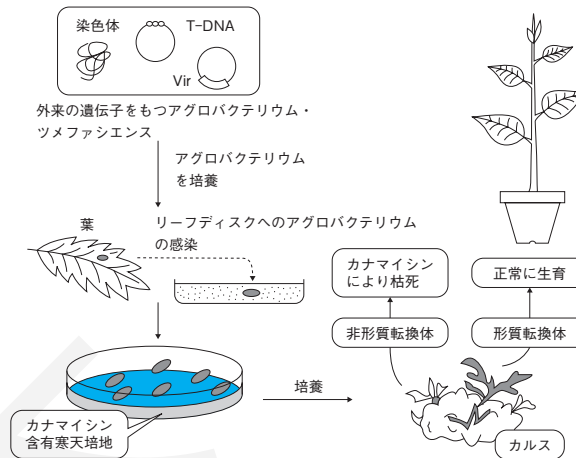 染色体
T-DNA
Vir
外来の遺伝子をもつアグロバクテリウム・
ツメファシエンス
アグロバクテリウム
を培養
葉
リーフディスクへのアグロバクテリウム
の感染
カナマイシン
により枯死
正常に生育
非形質転換体
形質転換体
培養
カナマイシン
含有寒天培地
カルス